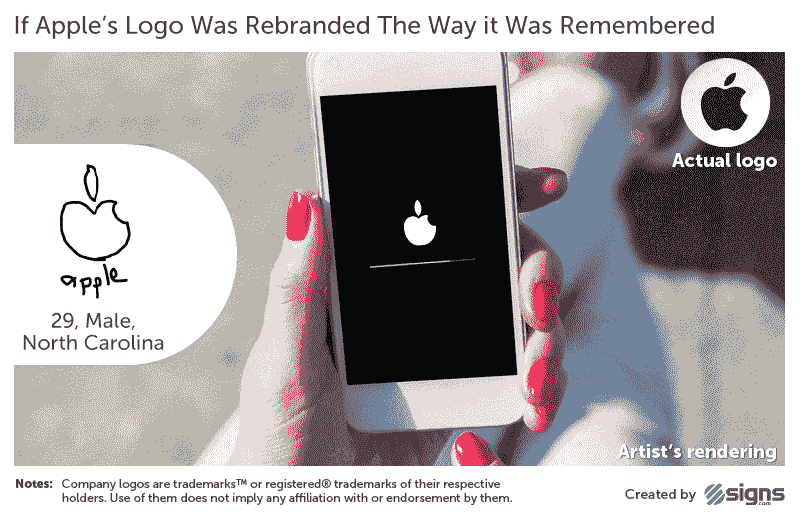 If Apple's Logo Was Rebranded The Way it Was Remembered
Actual logo
apple
29, Male,
North Carolina
Artist's rendering
Notes: Company logos are trademarks™ or registered® trademarks of their respective
holders. Use of them does not imply any affiliation with or endorsement by them.
Created by signs
.com